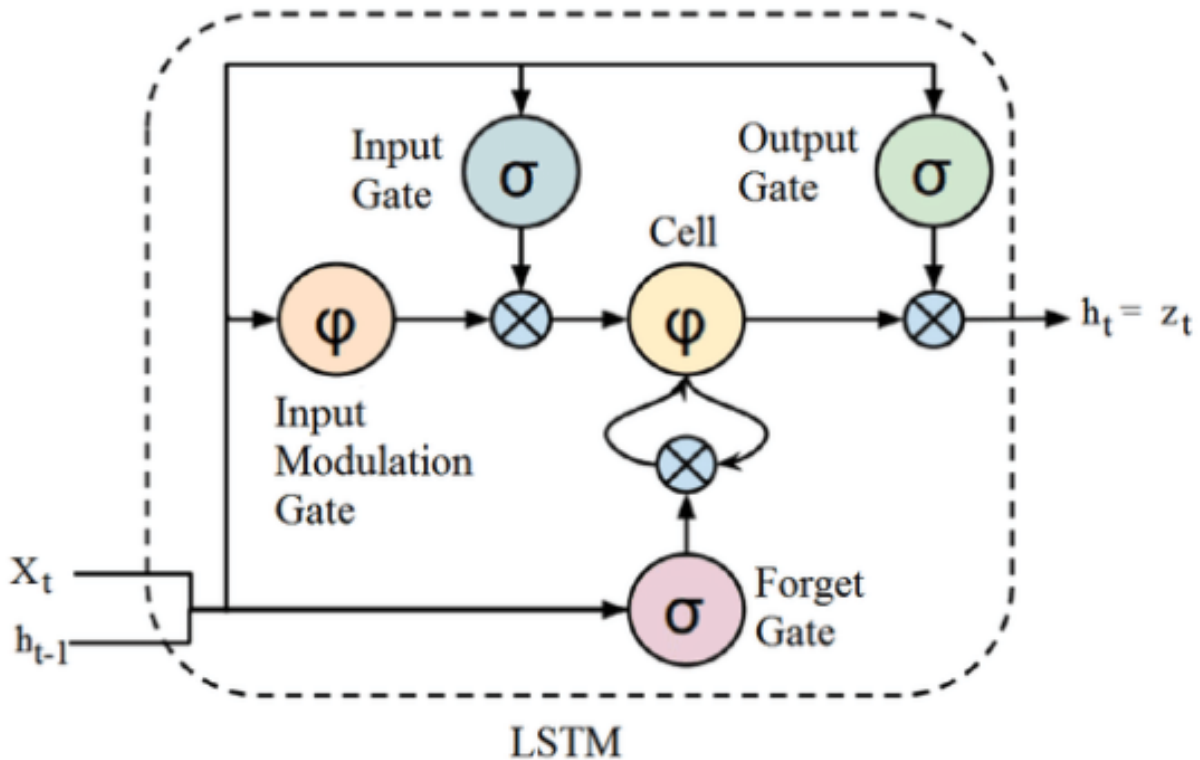 Input
Gate
σ
Output
Gate
σ
Cell
φ
φ
h_t = z_t
Input
Modulation
Gate
X_t
h_t-1
σ
Forget
Gate
LSTM